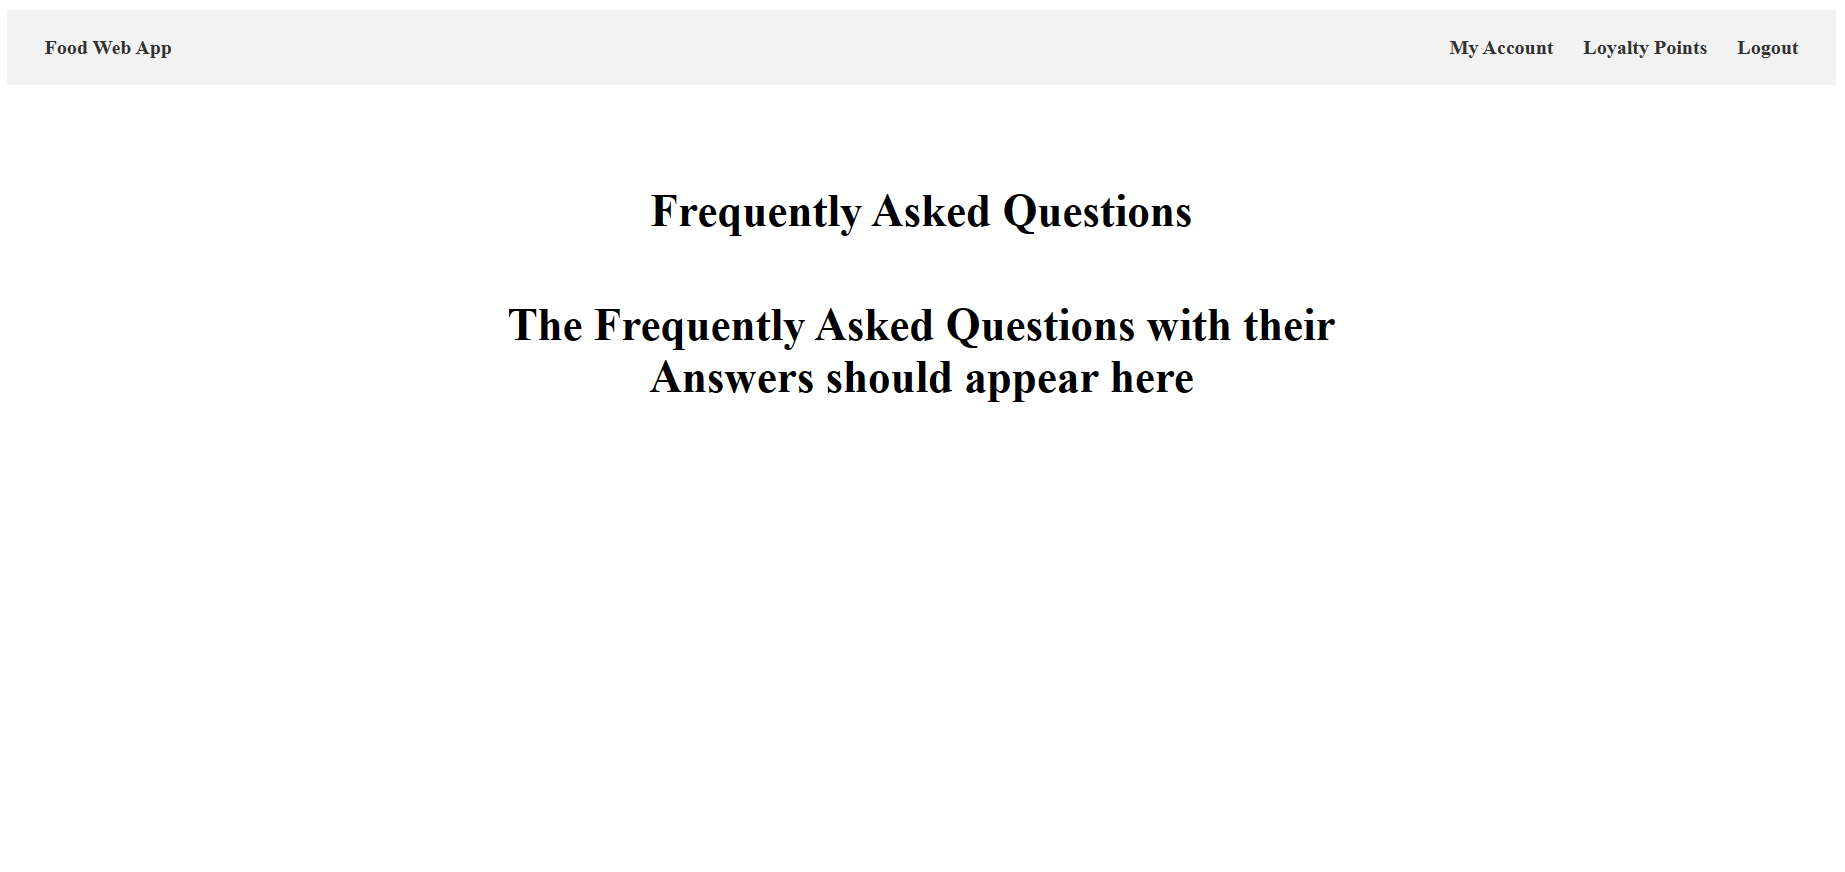 Food Web App
My Account
Loyalty Points
Logout
Frequently Asked Questions
The Frequently Asked Questions with their
Answers should appear here